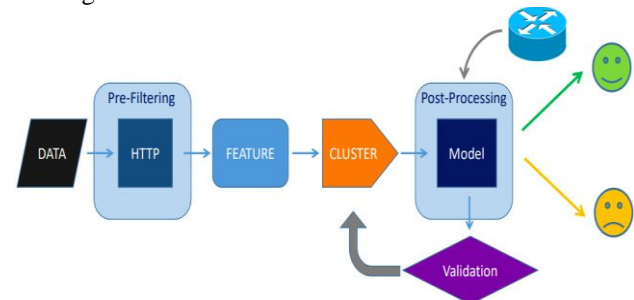 Pre-Filtering
Post-Processing
DATA
HTTP
FEATURE
CLUSTER
Model
Validation